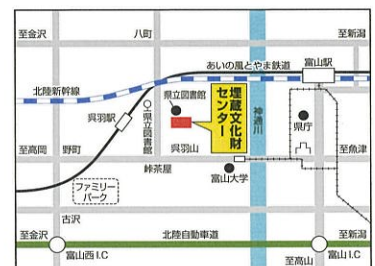 至金沢
八町
至新潟
あいの風とやま鉄道
富山駅
北陸新幹線
県立図書館
埋蔵文化財
センター
神通川
県庁
呉羽駅
県立図書館
至高岡
野町
呉羽山
至魚津
峠茶屋
富山大学
ファミリー
パーク
古沢
至金沢
北陸自動車道
至新潟
富山西I.C
至高山
富山I.C